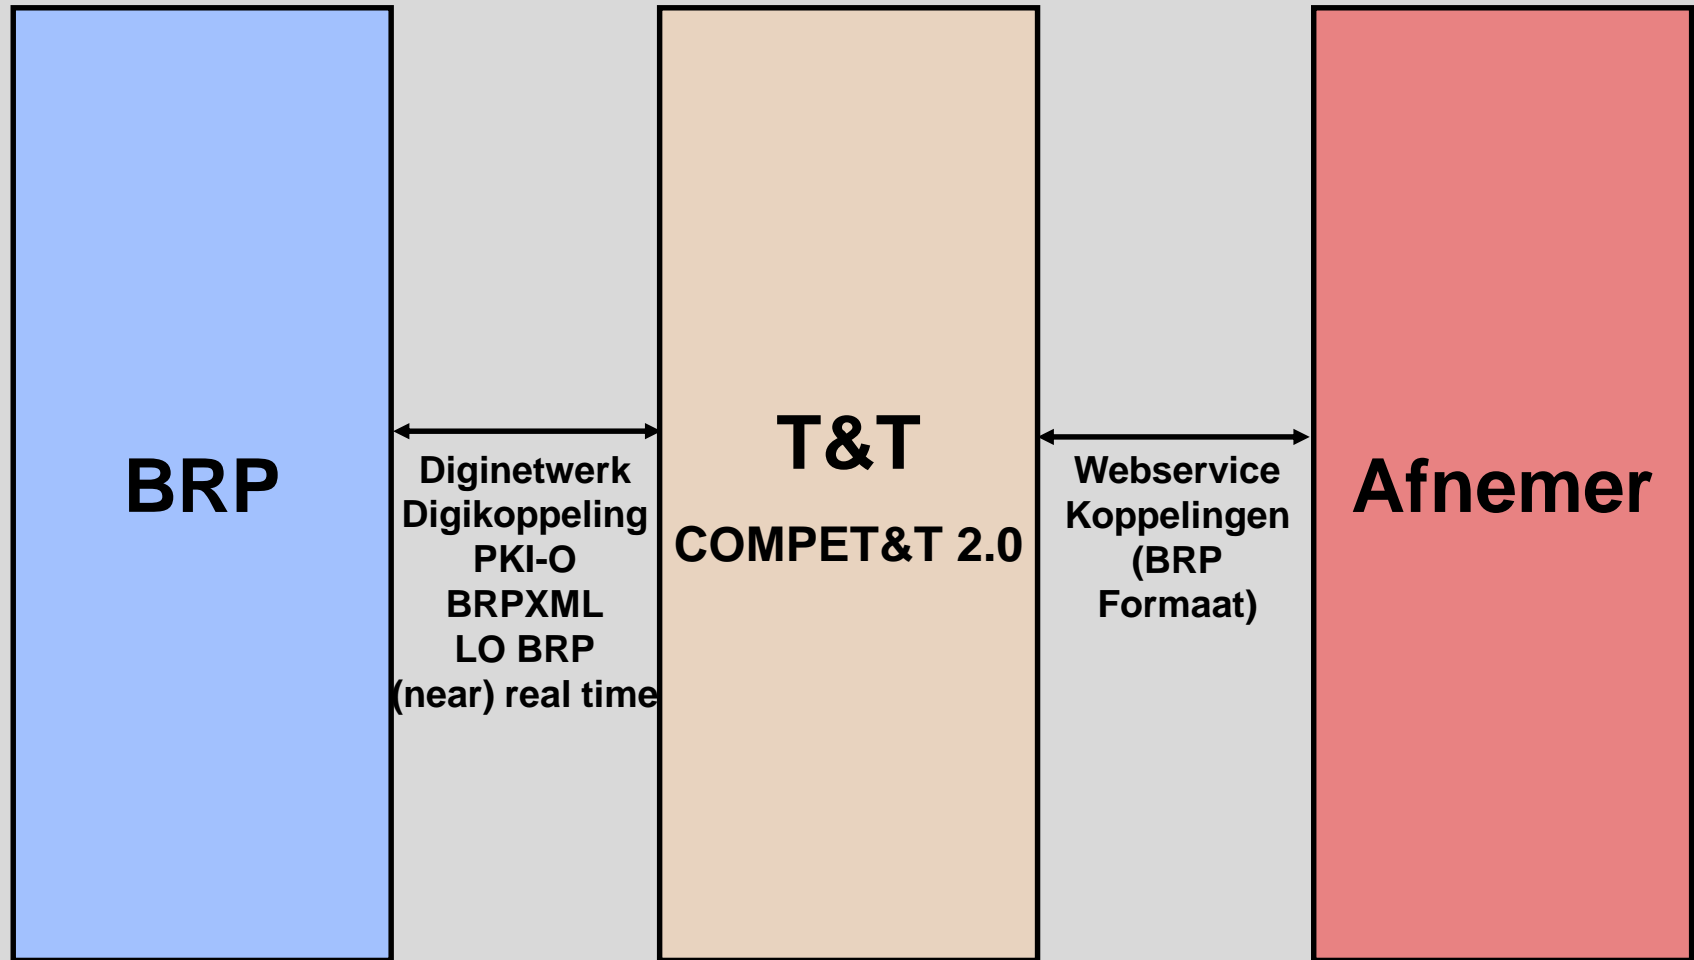 BRP
Diginetwerk
Digikoppeling
PKI-O
BRPXML
LO BRP
(near) real time
T&T
COMPET&T 2.0
Webservice
Koppelingen
(BRP
Formaat)
Afnemer